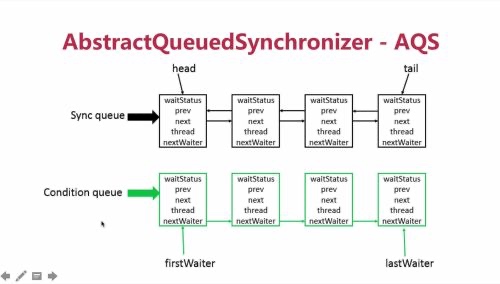 AbstractQueuedSynchronizer - AQS
head
tail
Sync queue
waitStatus
prev
next
thread
nextWaiter
waitStatus
prev
next
thread
nextWaiter
waitStatus
prev
next
thread
nextWaiter
waitStatus
prev
next
thread
nextWaiter
Condition queue
waitStatus
prev
next
thread
nextWaiter
waitStatus
prev
next
thread
nextWaiter
waitStatus
prev
next
thread
nextWaiter
waitStatus
prev
next
thread
nextWaiter
firstWaiter
lastWaiter